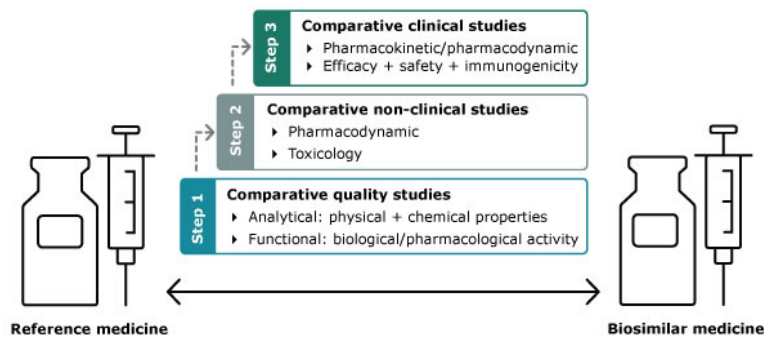 Step 3
Comparative clinical studies
Pharmacokinetic/pharmacodynamic
Efficacy + safety + immunogenicity
Step 2
Comparative non-clinical studies
Pharmacodynamic
Toxicology
Step 1
Comparative quality studies
Analytical: physical + chemical properties
Functional: biological/pharmacological activity
Reference medicine
Biosimilar medicine